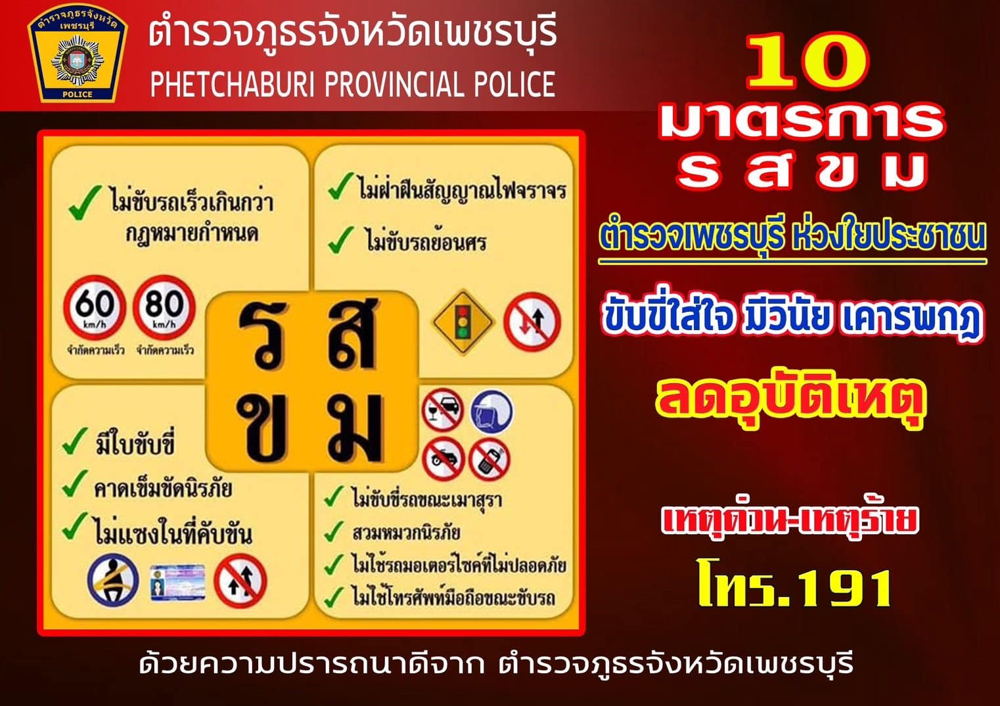 ตำรวจภูธรจังหวัด
เพชรบุรี
POLICE
ตำรวจภูธรจังหวัดเพชรบุรี
PHETCHABURI PROVINCIAL POLICE
10
มาตรการ
ร ส ข ม
ตำรวจเพชรบุรี ห่วงใยประชาชน
ขับขี่ใส่ใจ มีวินัย เคารพกฎ
ลดอุบัติเหตุ
เหตุด่วน-เหตุร้าย
โทร.191
ไม่ขับรถเร็วเกินกว่า
กฎหมายกำหนด
60
km/h
จำกัดความเร็ว
80
km/h
จำกัดความเร็ว
ไม่ฝ่าฝืนสัญญาณไฟจราจร
ไม่ขับรถย้อนศร
ร ส
ข ม
มีใบขับขี่
คาดเข็มขัดนิรภัย
ไม่แซงในที่คับขัน
ไม่ขับขี่รถขณะเมาสุรา
สวมหมวกนิรภัย
ไม่ใช้รถมอเตอร์ไซค์ที่ไม่ปลอดภัย
ไม่ใช้โทรศัพท์มือถือขณะขับรถ
ด้วยความปรารถนาดีจาก ตำรวจภูธรจังหวัดเพชรบุรี